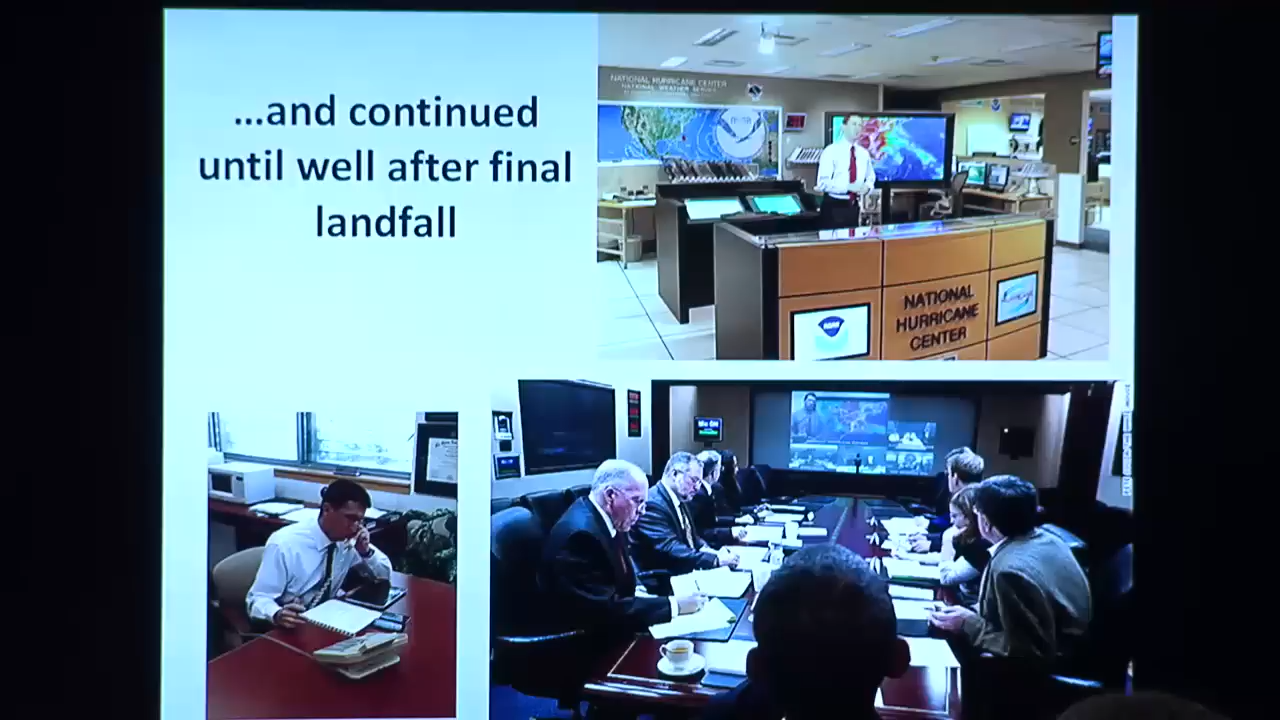 ...and continued
until well after final
landfall
NATIONAL HURRICANE CENTER
NATIONAL WEATHER SERVICE
NATIONAL
HURRICANE
CENTER